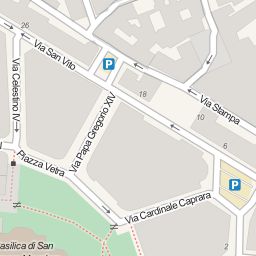 26
Via San Vito
P
Via Celestino IV
18
Via Stampa
10
Via Papa Gregorio XIV
6
Piazza Vetra
P
Via Cardinale Caprara
asilica di San